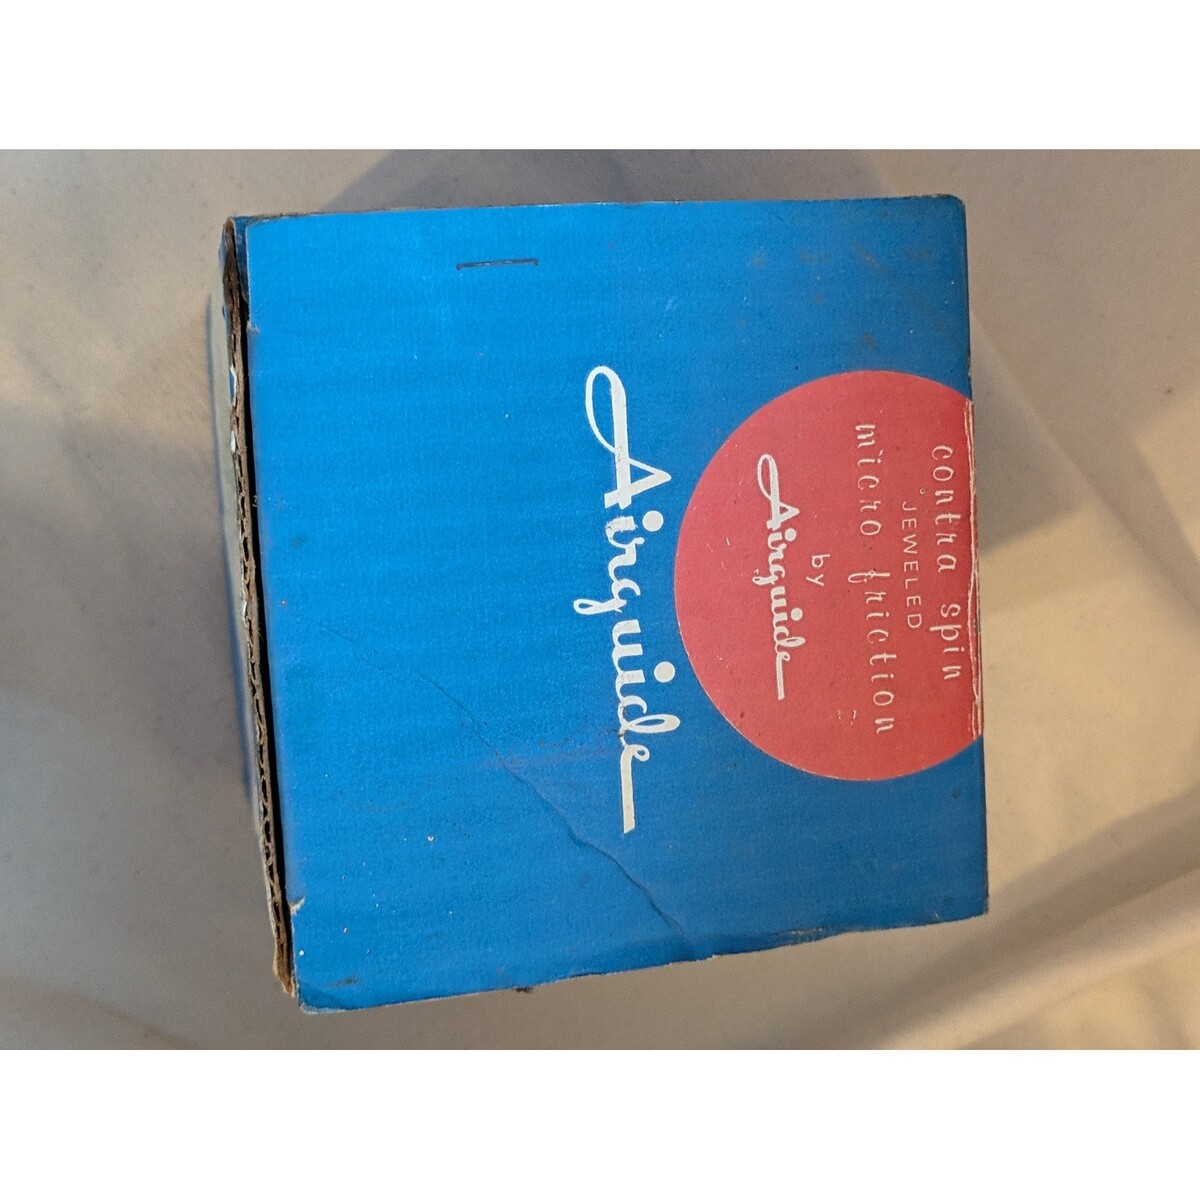 contra spin
JEWELED
micro friction
by
Airguide
Airguide